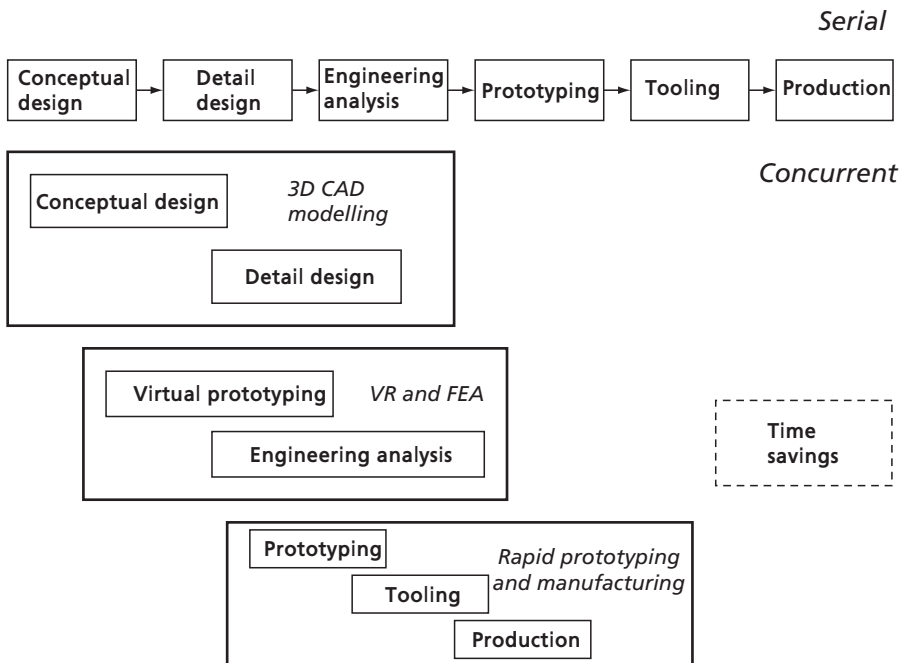 Serial
Conceptual
design
Detail
design
Engineering
analysis
Prototyping
Tooling
Production
Concurrent
Conceptual design
3D CAD
modelling
Detail design
Virtual prototyping
VR and FEA
Engineering analysis
Time
savings
Prototyping
Rapid prototyping
and manufacturing
Tooling
Production